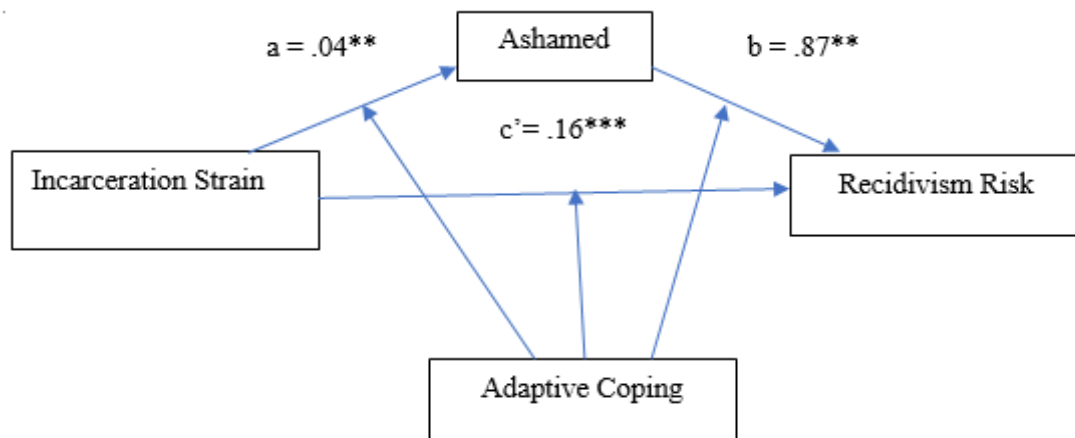 Ashamed
a = .04**
b = .87**
c’= .16***
Incarceration Strain
Recidivism Risk
Adaptive Coping